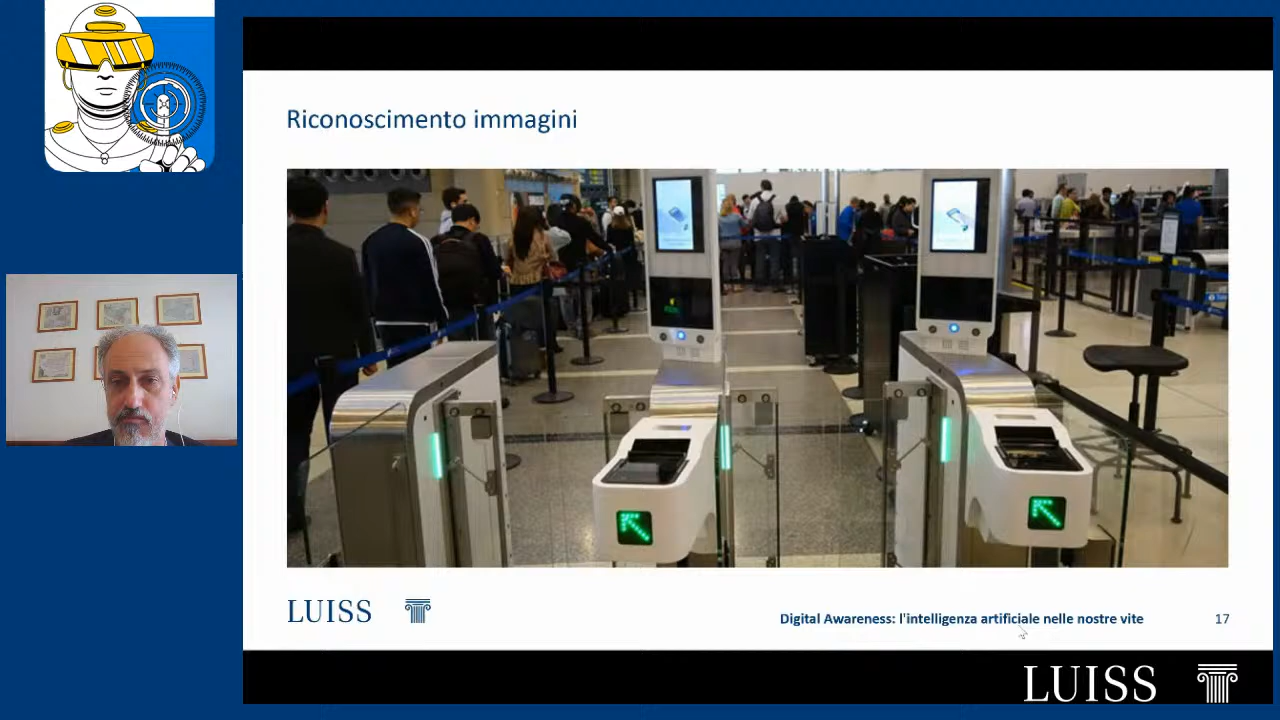 Riconoscimento immagini
LUISS
Digital Awareness: l'intelligenza artificiale nelle nostre vite
17
LUISS